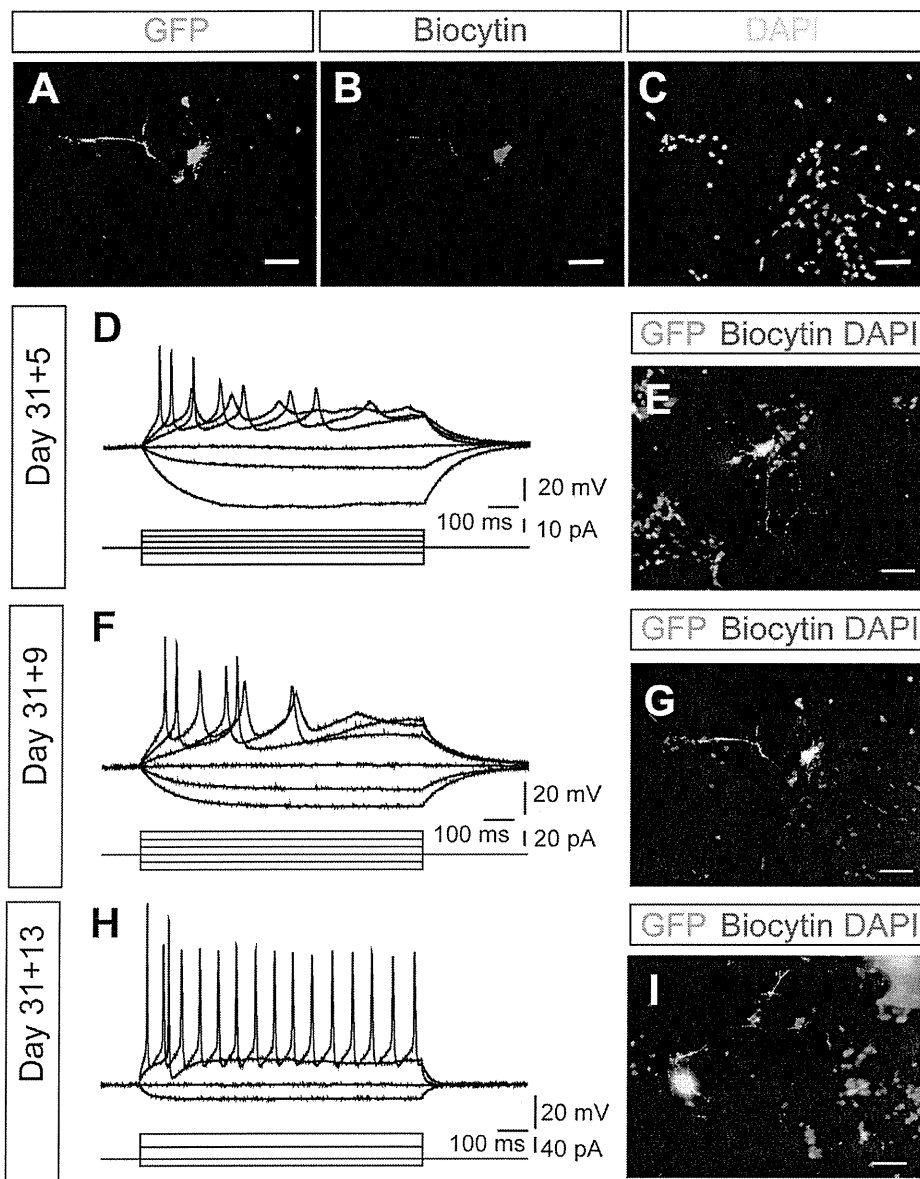 GFP
Biocytin
DAPI
A
B
C
Day 31+5
D
20 mV
100 ms
10 pA
GFP Biocytin DAPI
E
Day 31+9
F
20 mV
100 ms
20 pA
GFP Biocytin DAPI
G
Day 31+13
H
20 mV
100 ms
40 pA
GFP Biocytin DAPI
I